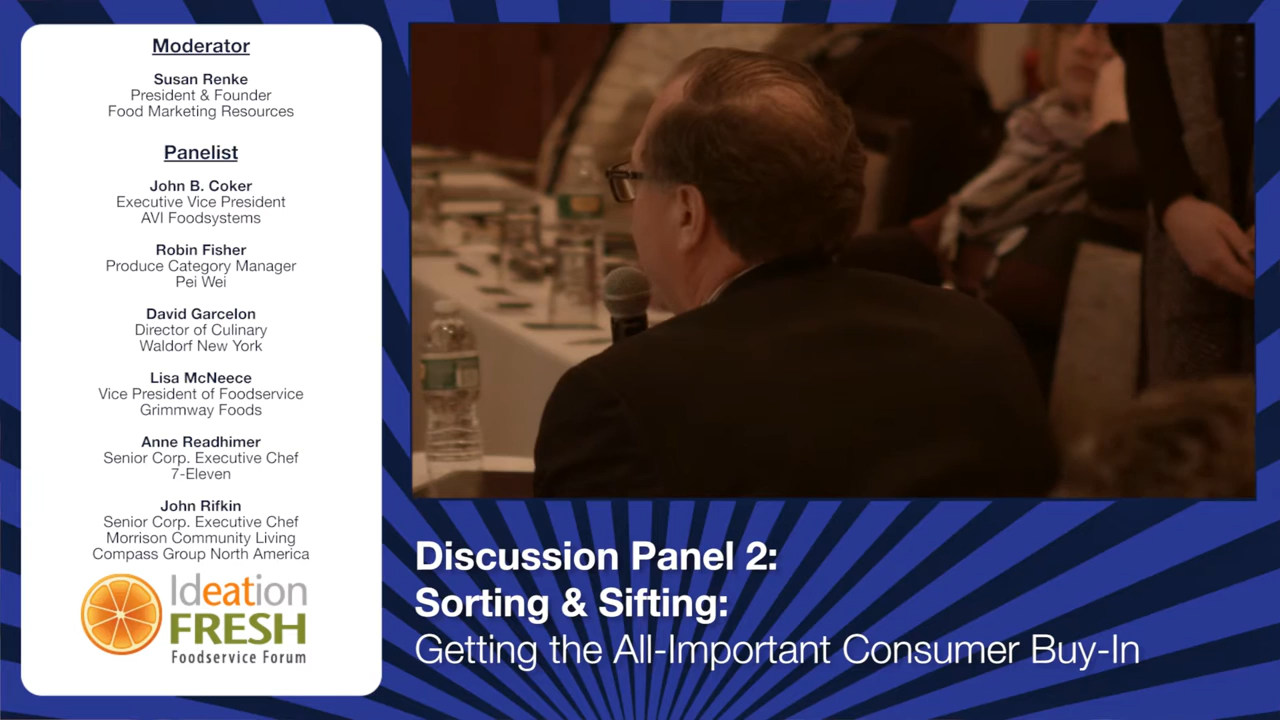 Moderator
Susan Renke
President & Founder
Food Marketing Resources
Panelist
John B. Coker
Executive Vice President
AVI Foodsystems
Robin Fisher
Produce Category Manager
Pei Wei
David Garcelon
Director of Culinary
Waldorf New York
Lisa McNeece
Vice President of Foodservice
Grimmway Foods
Anne Readhimer
Senior Corp. Executive Chef
7-Eleven
John Rifkin
Senior Corp. Executive Chef
Morrison Community Living
Compass Group North America
Ideation
FRESH
Foodservice Forum
Discussion Panel 2:
Sorting & Sifting:
Getting the All-Important Consumer Buy-In